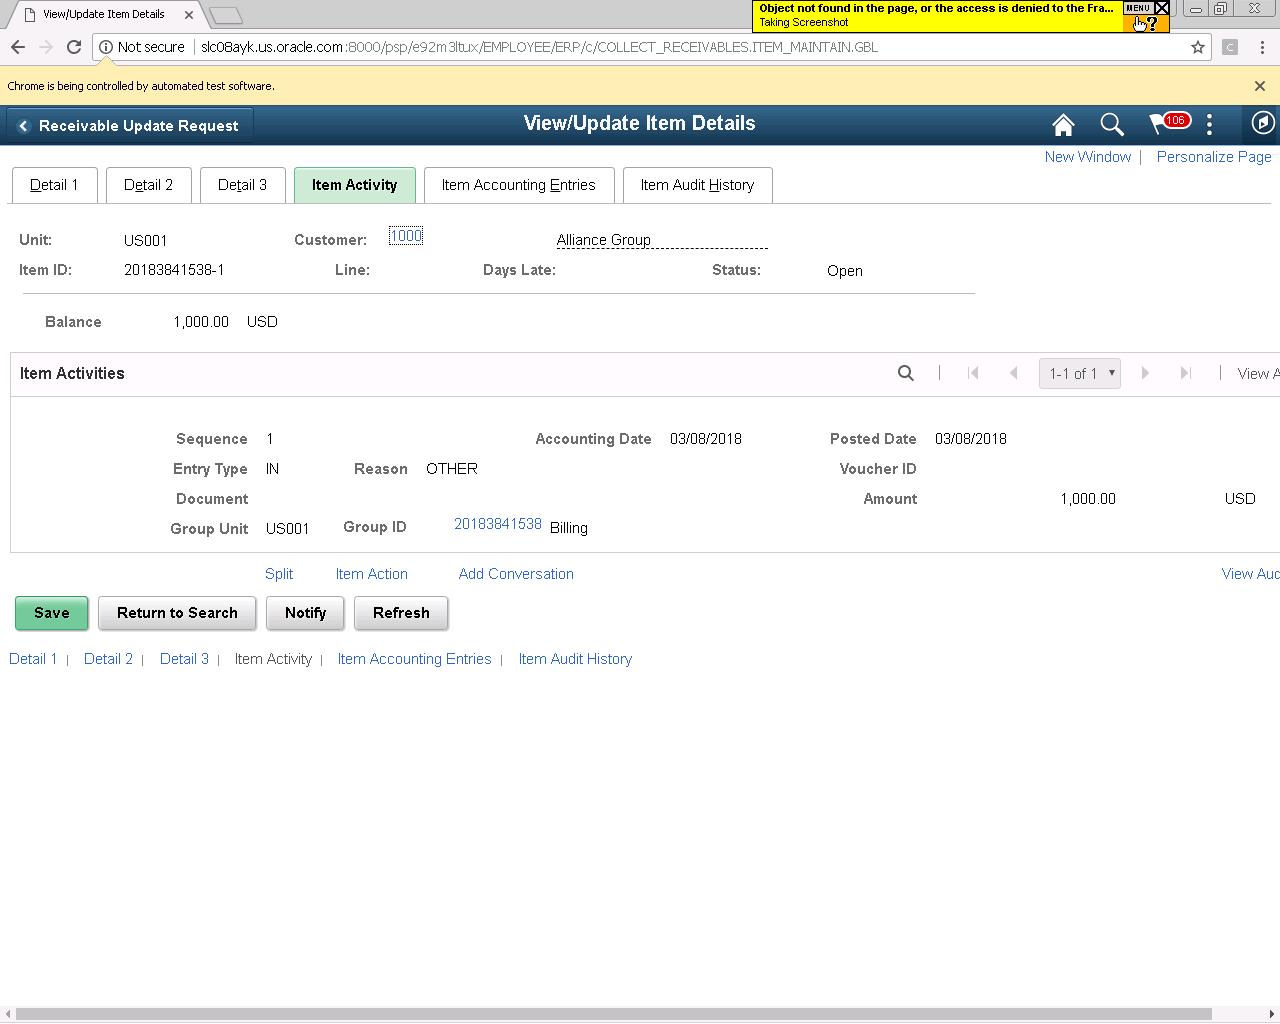 View/Update Item Details
Object not found in the page, or the access is denied to the Fra...
MENU
Taking Screenshot
Not secure
slc08ayk.us.oracle.com:8000/psp/e92m3ltux/EMPLOYEE/ERP/c/COLLECT_RECEIVABLES.ITEM_MAINTAIN.GBL
C
Chrome is being controlled by automated test software.
Receivable Update Request
View/Update Item Details
106
New Window | Personalize Page
Detail 1 Detail 2 Detail 3 Item Activity Item Accounting Entries Item Audit History
Unit: US001 Customer: 1000 Alliance Group
Item ID: 20183841538-1 Line: Days Late: Status: Open
Balance 1,000.00 USD
Item Activities | 1-1 of 1 | View A
Sequence 1 Accounting Date 03/08/2018 Posted Date 03/08/2018
Entry Type IN Reason OTHER Voucher ID
Document Amount 1,000.00 USD
Group Unit US001 Group ID 20183841538 Billing
Split Item Action Add Conversation View Aud
Save Return to Search Notify Refresh
Detail 1 | Detail 2 | Detail 3 | Item Activity | Item Accounting Entries | Item Audit History